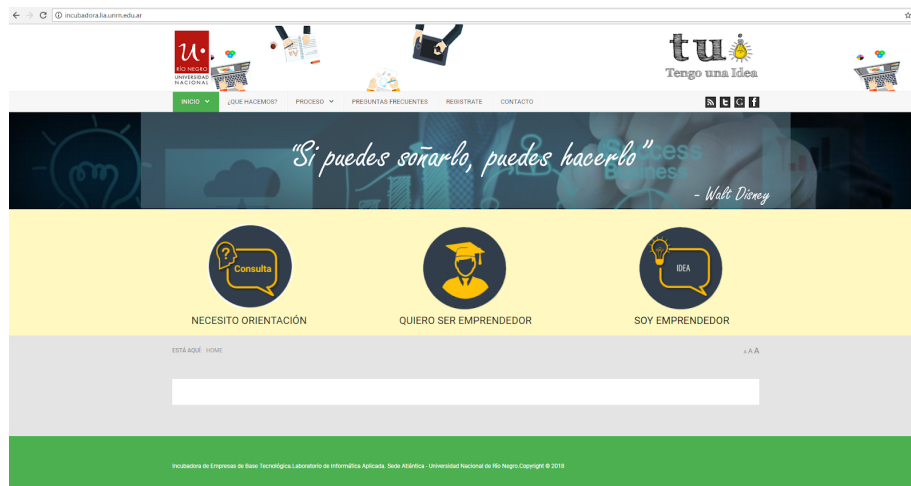 incubadora.lia.unrn.edu.ar
u.
RÍO NEGRO
UNIVERSIDAD
NACIONAL
tu i
Tengo una Idea
INICIO ¿QUE HACEMOS? PROCESO PREGUNTAS FRECUENTES REGISTRATE CONTACTO
"Si puedes soñarlo, puedes hacerlo"
Success
Business
- Walt Disney
? Consulta
IDEA
NECESITO ORIENTACIÓN QUIERO SER EMPRENDEDOR SOY EMPRENDEDOR
ESTÁ AQUÍ: HOME A A A
Incubadora de Empresas de Base Tecnológica.Laboratorio de Informática Aplicada. Sede Atlántica - Universidad Nacional de Río Negro.Copyright © 2018